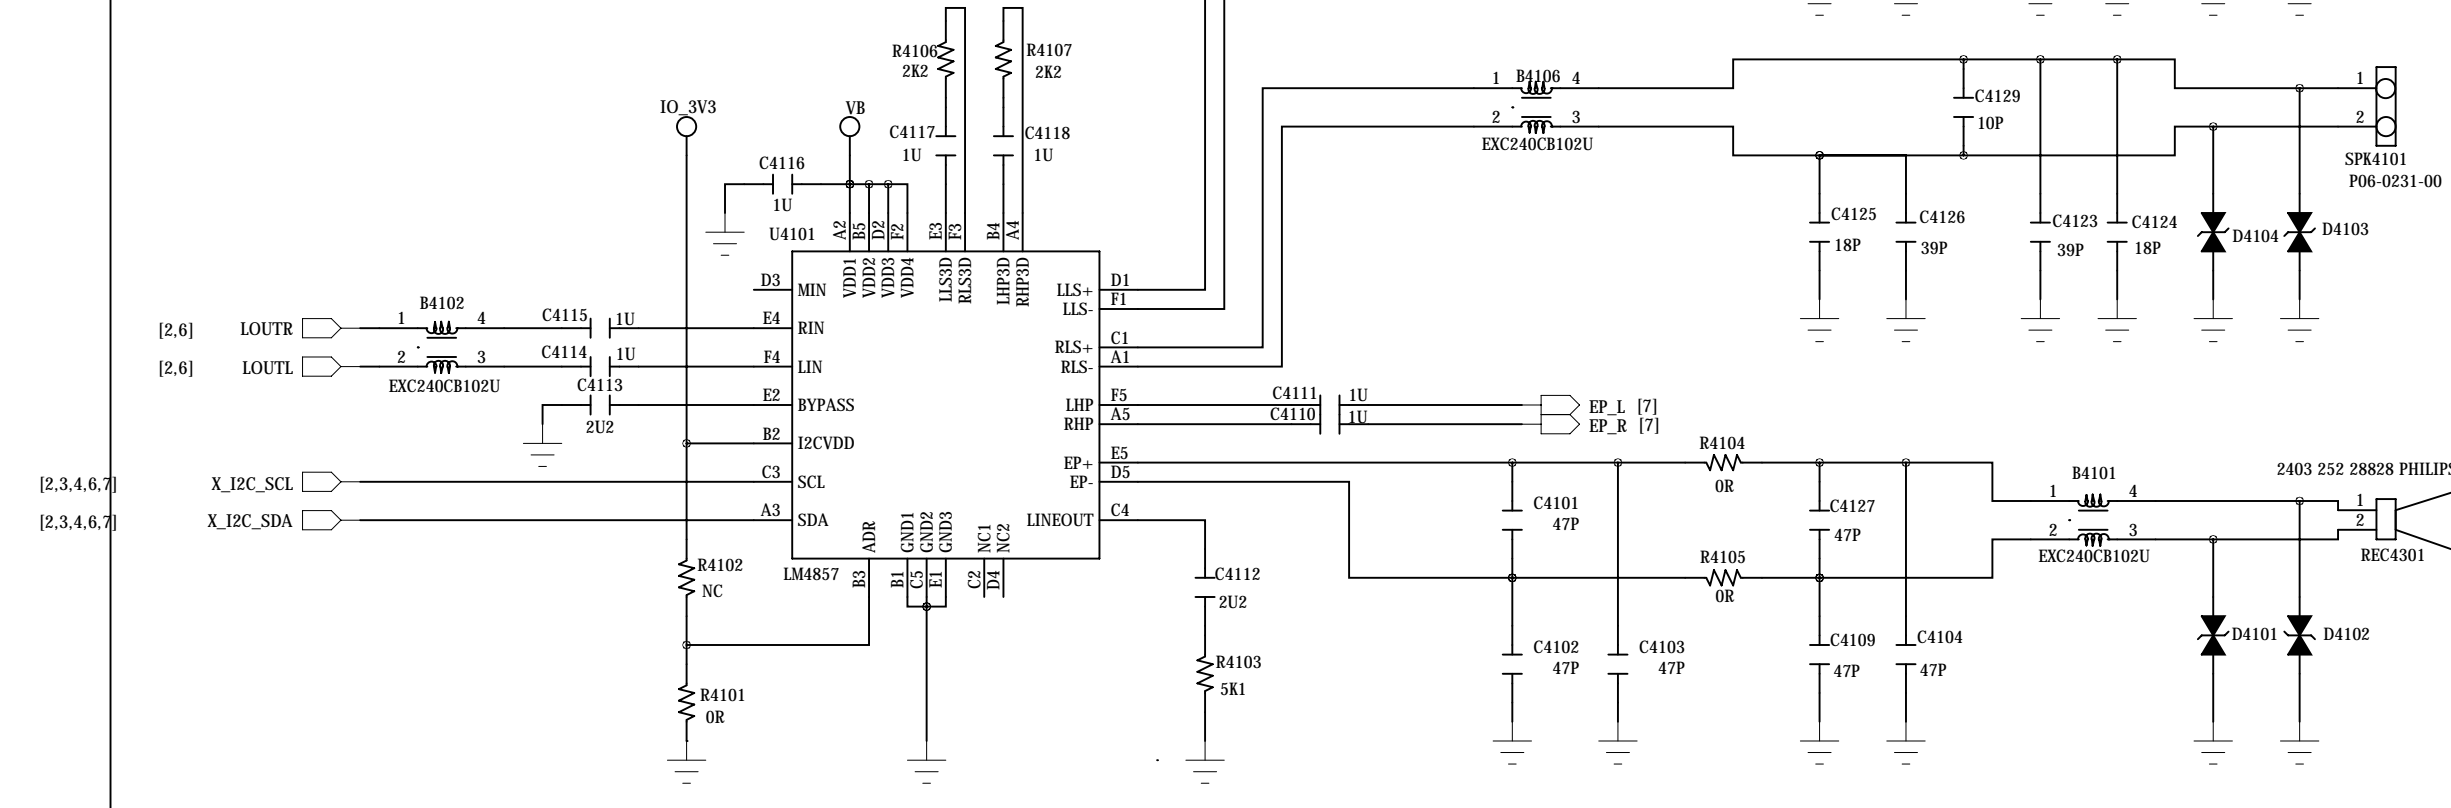 R4106
2K2
R4107
2K2
IO_3V3
VB
C4117
1U
C4118
1U
C4116
1U
A2
B5
D2
F2
E3
F3
B4
A4
U4101
VDD1
VDD2
VDD3
VDD4
LLS3D
RLS3D
LHP3D
RHP3D
D3
MIN
B4102
1
4
2
3
EXC240CB102U
[2,6]
LOUTR
[2,6]
LOUTL
C4115
1U
C4114
1U
C4113
2U2
E4
RIN
F4
LIN
E2
BYPASS
B2
I2CVDD
[2,3,4,6,7]
X_I2C_SCL
C3
SCL
[2,3,4,6,7]
X_I2C_SDA
A3
SDA
ADR
GND1
GND2
GND3
NC1
NC2
LM4857
B3
B1
C5
E1
C2
D4
R4102
NC
R4101
0R
LLS+
D1
LLS-
F1
RLS+
C1
RLS-
A1
LHP
F5
RHP
A5
EP+
E5
EP-
D5
LINEOUT
C4
C4111
1U
C4110
1U
EP_L [7]
EP_R [7]
C4112
2U2
R4103
5K1
1
B4106
4
2
3
EXC240CB102U
C4129
10P
1
2
SPK4101
P06-0231-00
C4125
18P
C4126
39P
C4123
39P
C4124
18P
D4104
D4103
R4104
0R
R4105
0R
C4101
47P
C4127
47P
C4102
47P
C4103
47P
C4109
47P
C4104
47P
B4101
1
4
2
3
EXC240CB102U
2403 252 28828 PHILIPS
1
2
REC4301
D4101
D4102